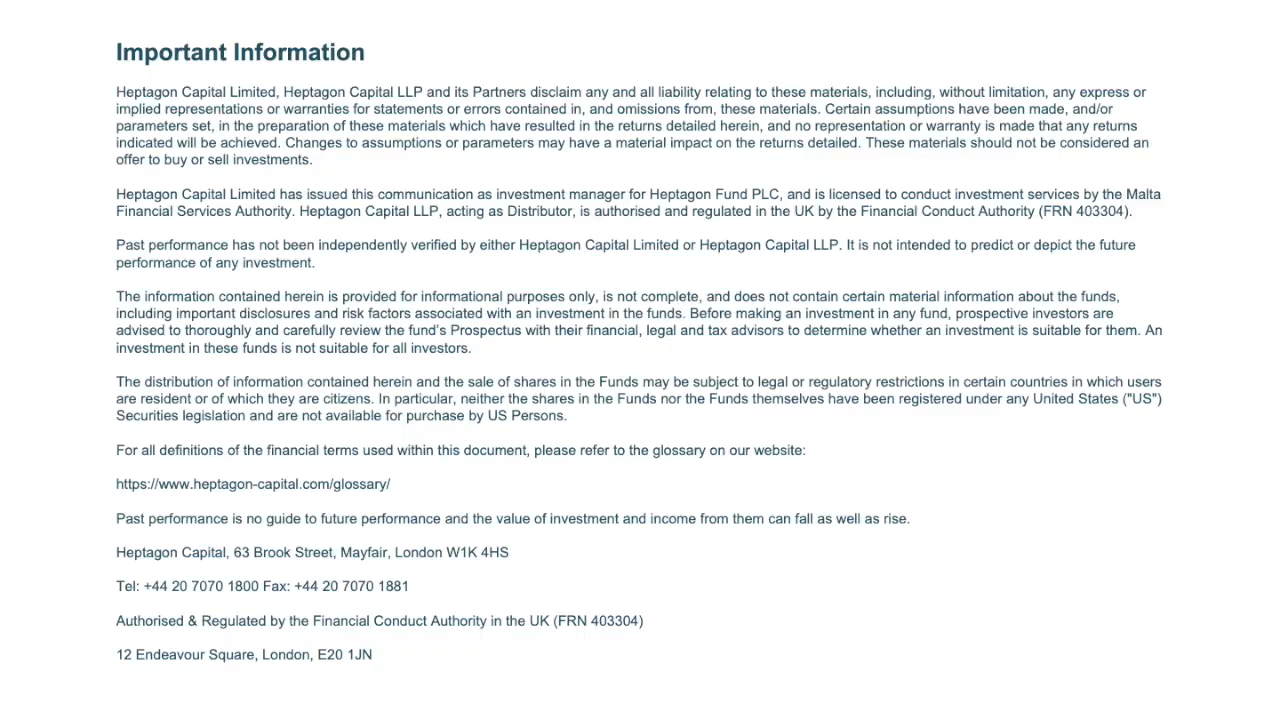 Important Information
Heptagon Capital Limited, Heptagon Capital LLP and its Partners disclaim any and all liability relating to these materials, including, without limitation, any express or
implied representations or warranties for statements or errors contained in, and omissions from, these materials. Certain assumptions have been made, and/or
parameters set, in the preparation of these materials which have resulted in the returns detailed herein, and no representation or warranty is made that any returns
indicated will be achieved. Changes to assumptions or parameters may have a material impact on the returns detailed. These materials should not be considered an
offer to buy or sell investments.
Heptagon Capital Limited has issued this communication as investment manager for Heptagon Fund PLC, and is licensed to conduct investment services by the Malta
Financial Services Authority. Heptagon Capital LLP, acting as Distributor, is authorised and regulated in the UK by the Financial Conduct Authority (FRN 403304).
Past performance has not been independently verified by either Heptagon Capital Limited or Heptagon Capital LLP. It is not intended to predict or depict the future
performance of any investment.
The information contained herein is provided for informational purposes only, is not complete, and does not contain certain material information about the funds,
including important disclosures and risk factors associated with an investment in the funds. Before making an investment in any fund, prospective investors are
advised to thoroughly and carefully review the fund's Prospectus with their financial, legal and tax advisors to determine whether an investment is suitable for them. An
investment in these funds is not suitable for all investors.
The distribution of information contained herein and the sale of shares in the Funds may be subject to legal or regulatory restrictions in certain countries in which users
are resident or of which they are citizens. In particular, neither the shares in the Funds nor the Funds themselves have been registered under any United States ("US")
Securities legislation and are not available for purchase by US Persons.
For all definitions of the financial terms used within this document, please refer to the glossary on our website:
https://www.heptagon-capital.com/glossary/
Past performance is no guide to future performance and the value of investment and income from them can fall as well as rise.
Heptagon Capital, 63 Brook Street, Mayfair, London W1K 4HS
Tel: +44 20 7070 1800 Fax: +44 20 7070 1881
Authorised & Regulated by the Financial Conduct Authority in the UK (FRN 403304)
12 Endeavour Square, London, E20 1JN